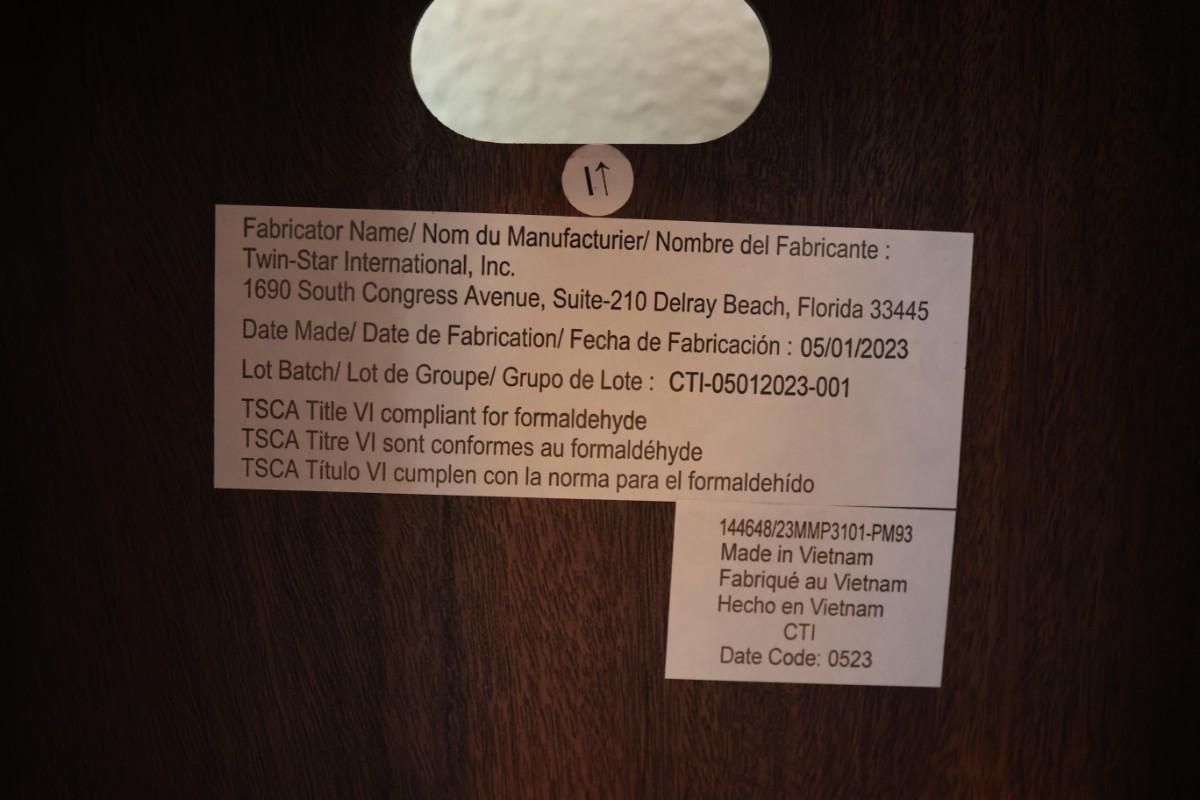 Fabricator Name/ Nom du Manufacturier/ Nombre del Fabricante :
Twin-Star International, Inc.
1690 South Congress Avenue, Suite-210 Delray Beach, Florida 33445
Date Made/ Date de Fabrication/ Fecha de Fabricación : 05/01/2023
Lot Batch/ Lot de Groupe/ Grupo de Lote : CTI-05012023-001
TSCA Title VI compliant for formaldehyde
TSCA Titre VI sont conformes au formaldéhyde
TSCA Título VI cumplen con la norma para el formaldehído
144648/23MMP3101-PM93
Made in Vietnam
Fabriqué au Vietnam
Hecho en Vietnam
CTI
Date Code: 0523